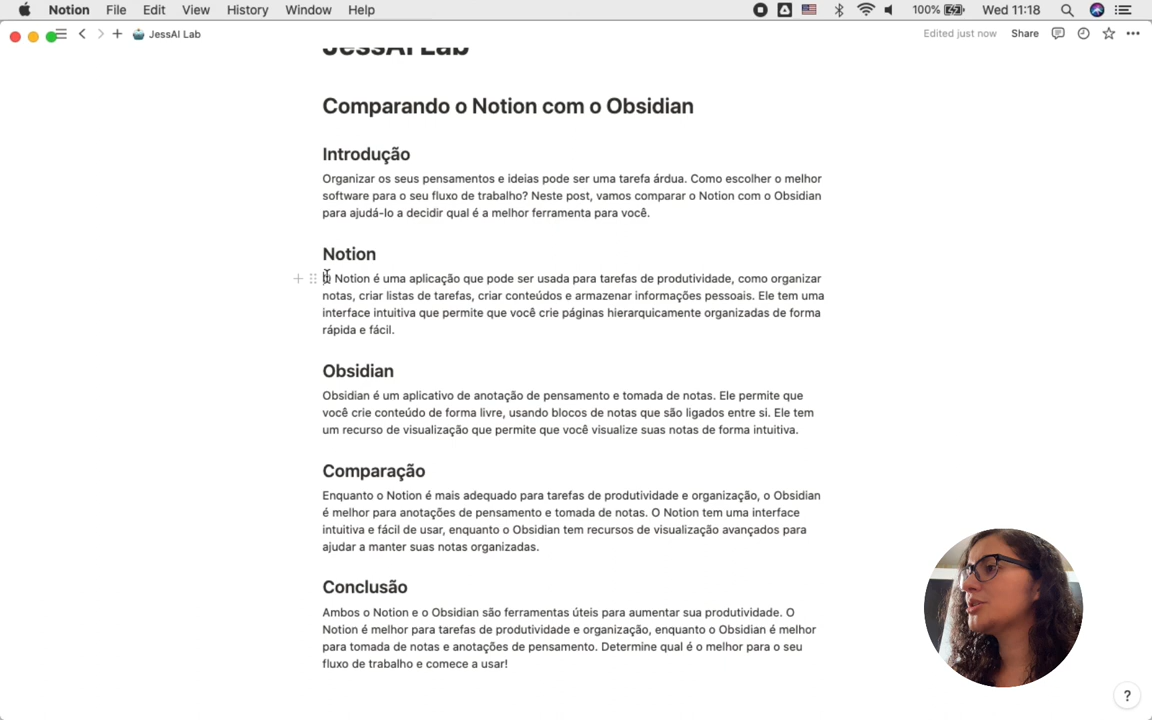 Notion File Edit View History Window Help 100% Wed 11:18
JessAI Lab Edited just now Share
JessAI Lab
Comparando o Notion com o Obsidian
Introdução
Organizar os seus pensamentos e ideias pode ser uma tarefa árdua. Como escolher o melhor
software para o seu fluxo de trabalho? Neste post, vamos comparar o Notion com o Obsidian
para ajudá-lo a decidir qual é a melhor ferramenta para você.
Notion
O Notion é uma aplicação que pode ser usada para tarefas de produtividade, como organizar
notas, criar listas de tarefas, criar conteúdos e armazenar informações pessoais. Ele tem uma
interface intuitiva que permite que você crie páginas hierarquicamente organizadas de forma
rápida e fácil.
Obsidian
Obsidian é um aplicativo de anotação de pensamento e tomada de notas. Ele permite que
você crie conteúdo de forma livre, usando blocos de notas que são ligados entre si. Ele tem
um recurso de visualização que permite que você visualize suas notas de forma intuitiva.
Comparação
Enquanto o Notion é mais adequado para tarefas de produtividade e organização, o Obsidian
é melhor para anotações de pensamento e tomada de notas. O Notion tem uma interface
intuitiva e fácil de usar, enquanto o Obsidian tem recursos de visualização avançados para
ajudar a manter suas notas organizadas.
Conclusão
Ambos o Notion e o Obsidian são ferramentas úteis para aumentar sua produtividade. O
Notion é melhor para tarefas de produtividade e organização, enquanto o Obsidian é melhor
para tomada de notas e anotações de pensamento. Determine qual é o melhor para o seu
fluxo de trabalho e comece a usar!
?